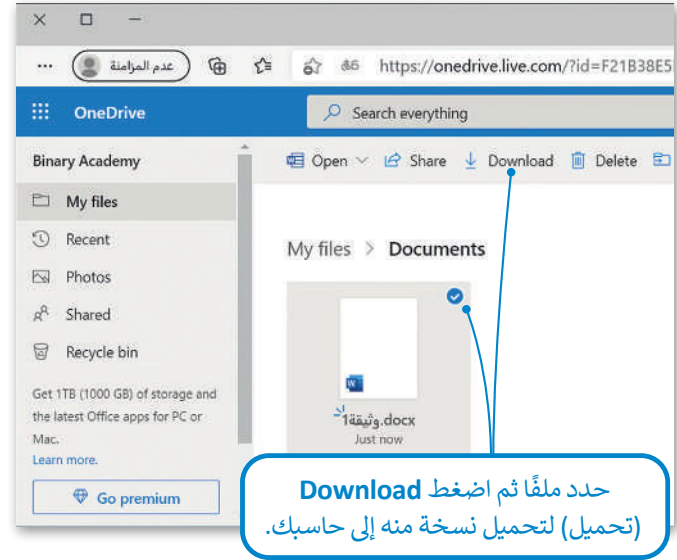 ... عدم المزامنة https://onedrive.live.com/?id=F21B38E5
OneDrive Search everything
Binary Academy
Open Share Download Delete
My files
Recent
Photos
Shared
Recycle bin
Get 1TB (1000 GB) of storage and
the latest Office apps for PC or
Mac.
Learn more.
Go premium
My files > Documents
وثيقة1.docx
Just now
حدد ملفًا ثم اضغط Download
(تحميل) لتحميل نسخة منه إلى حاسبك.